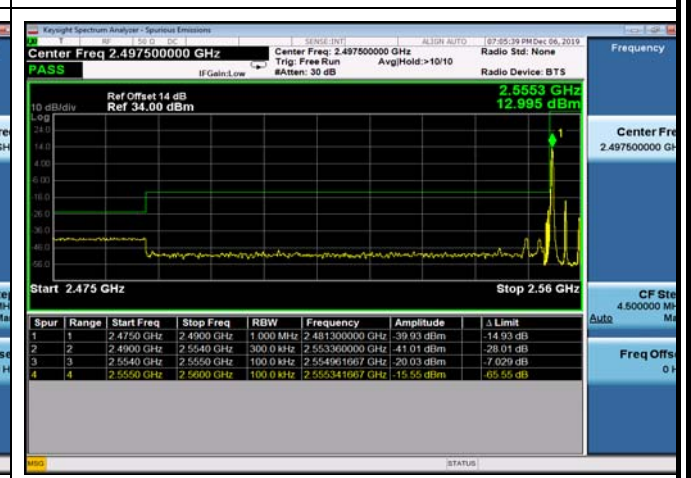 Keysight Spectrum Analyzer - Spurious Emissions
T RF 50 Ω DC SENSE:INT ALIGN AUTO 07:05:39 PM Dec 06, 2019
Center Freq 2.497500000 GHz
Center Freq: 2.497500000 GHz
Radio Std: None
PASS
IFGain:Low
Trig: Free Run
Avg|Hold:>10/10
#Atten: 30 dB
Radio Device: BTS
Frequency
Ref Offset 14 dB
2.5553 GHz
10 dB/div
Ref 34.00 dBm
12.995 dBm
Log
24.0
14.0
4.00
-6.00
-16.0
-26.0
-36.0
-46.0
-56.0
1
Start 2.475 GHz
Stop 2.56 GHz
Spur Range Start Freq Stop Freq RBW Frequency Amplitude Δ Limit
1 1 2.4750 GHz 2.4900 GHz 1.000 MHz 2.481300000 GHz -39.93 dBm -14.93 dB
2 2 2.4900 GHz 2.5540 GHz 300.0 kHz 2.553360000 GHz -41.01 dBm -28.01 dB
3 3 2.5540 GHz 2.5550 GHz 100.0 kHz 2.554961667 GHz -20.03 dBm -7.029 dB
4 4 2.5550 GHz 2.5600 GHz 100.0 kHz 2.555341667 GHz -15.55 dBm -65.55 dB
Center Fre
2.497500000 GH
CF Ste
4.500000 MH
Auto Ma
Freq Offs
0 H
MSG
STATUS